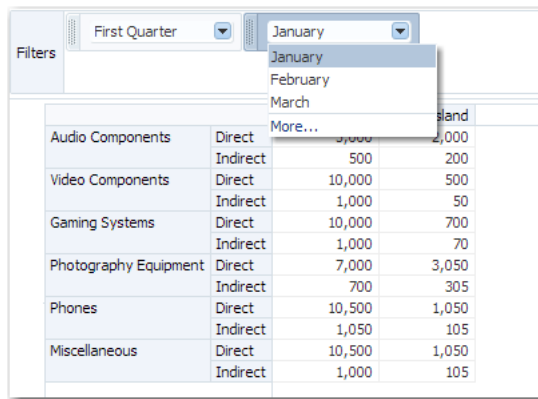 Filters
First Quarter
January
January
February
March
More...
Audio Components Direct 2,000
Indirect 500 200
Video Components Direct 10,000 500
Indirect 1,000 50
Gaming Systems Direct 10,000 700
Indirect 1,000 70
Photography Equipment Direct 7,000 3,050
Indirect 700 305
Phones Direct 10,500 1,050
Indirect 1,050 105
Miscellaneous Direct 10,500 1,050
Indirect 1,000 105